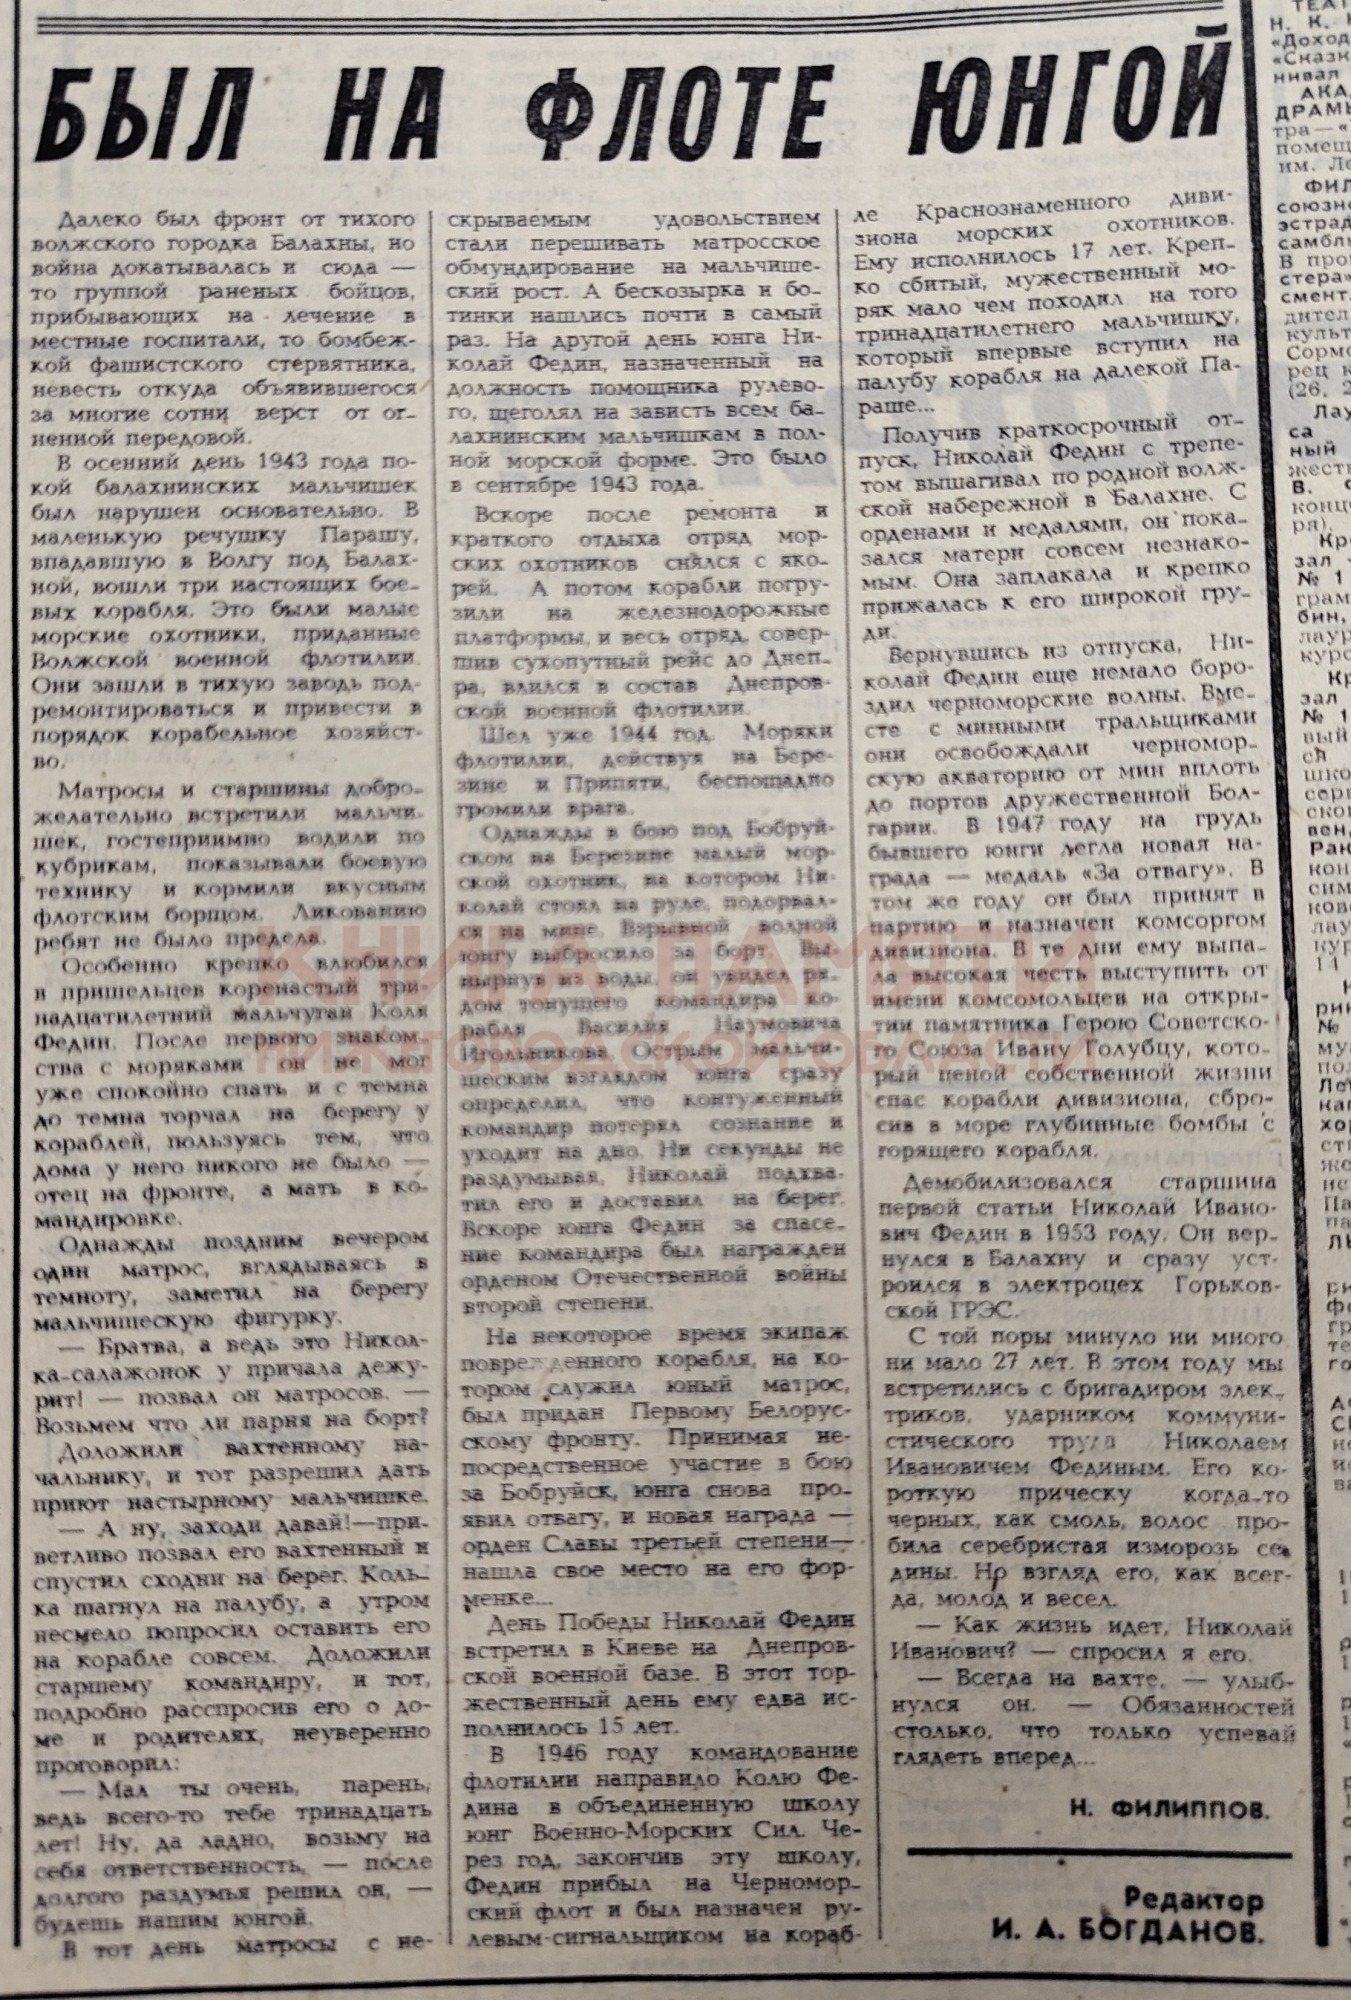 БЫЛ НА ФЛОТЕ ЮНГОЙ
Далеко был фронт от тихого
волжского городка Балахны, но
война докатывалась и сюда —
то группой раненых бойцов,
прибывающих на лечение в
местные госпитали, то бомбеж-
кой фашистского стервятника,
невесть откуда объявившегося
за многие сотни верст от ог-
ненной передовой.
В осенний день 1943 года по-
кой балахнинских мальчишек
был нарушен основательно. В
маленькую речушку Парашу,
впадавшую в Волгу под Балах-
ной, вошли три настоящих бое-
вых корабля. Это были малые
морские охотники, приданные
Волжской военной флотилии.
Они зашли в тихую заводь под-
ремонтироваться и привести в
порядок корабельное хозяйст-
во.
Матросы и старшины добро-
желательно встретили мальчи-
шек, гостеприимно водили по
кубрикам, показывали боевую
технику и кормили вкусным
флотским борщом. Ликованию
ребят не было предела.
Особенно крепко влюбился
в пришельцев коренастый три-
надцатилетний мальчуган Коля
Федин. После первого знаком-
ства с моряками он не мог
уже спокойно спать и с темна
до темна торчал на берегу у
кораблей, пользуясь тем, что
дома у него никого не было —
отец на фронте, а мать в ко-
мандировке.
Однажды поздним вечером
один матрос, вглядываясь в
темноту, заметил на берегу
мальчишескую фигурку.
— Братва, а ведь это Никол-
ка-салажонок у причала дежу-
рит! — позвал он матросов. —
Возьмем что ли парня на борт?
Доложили вахтенному на-
чальнику, и тот разрешил дать
приют настырному мальчишке.
— А ну, заходи давай!—при-
ветливо позвал его вахтенный и
спустил сходни на берег. Коль-
ка шагнул на палубу, а утром
несмело попросил оставить его
на корабле совсем. Доложили
старшему командиру, и тот,
подробно расспросив его о до-
ме и родителях, неуверенно
проговорил:
— Мал ты очень, парень,
ведь всего-то тебе тринадцать
лет! Ну, да ладно, возьму на
себя ответственность, — после
долгого раздумья решил он, —
будешь нашим юнгой.
В тот день матросы с не-
скрываемым удовольствием
стали перешивать матросское
обмундирование на мальчише-
ский рост. А бескозырка и бо-
тинки нашлись почти в самый
раз. На другой день юнга Ни-
колай Федин, назначенный на
должность помощника рулево-
го, щеголял на зависть всем ба-
лахнинским мальчишкам в пол-
ной морской форме. Это было
в сентябре 1943 года.
Вскоре после ремонта и
краткого отдыха отряд мор-
ских охотников снялся с яко-
рей. А потом корабли погру-
зили на железнодорожные
платформы, и весь отряд, совер-
шив сухопутный рейс до Днеп-
ра, влился в состав Днепров-
ской военной флотилии.
Шел уже 1944 год. Моряки
флотилии, действуя на Бере-
зине и Припяти, беспощадно
громили врага.
Однажды в бою под Бобруй-
ском на Березине малый мор-
ской охотник, на котором Ни-
колай стоял на руле, подорвал-
ся на мине. Взрывной волной
юнгу выбросило за борт. Вы-
нырнув из воды, он увидел ря-
дом тонущего командира ко-
рабля Василия Наумовича
Игольникова. Острым мальчи-
шеским взглядом юнга сразу
определил, что контуженный
командир потерял сознание и
уходит на дно. Ни секунды не
раздумывая, Николай подхва-
тил его и доставил на берег.
Вскоре юнга Федин за спасе-
ние командира был награжден
орденом Отечественной войны
второй степени.
На некоторое время экипаж
поврежденного корабля, на ко-
тором служил юный матрос,
был придан Первому Белорус-
скому фронту. Принимая не-
посредственное участие в бою
за Бобруйск, юнга снова про-
явил отвагу, и новая награда —
орден Славы третьей степени—
нашла свое место на его фор-
менке...
День Победы Николай Федин
встретил в Киеве на Днепров-
ской военной базе. В этот тор-
жественный день ему едва ис-
полнилось 15 лет.
В 1946 году командование
флотилии направило Колю Фе-
дина в объединенную школу
юнг Военно-Морских Сил. Че-
рез год, закончив эту школу,
Федин прибыл на Черномор-
ский флот и был назначен ру-
левым-сигнальщиком на кораб-
ле Краснознаменного диви-
зиона морских охотников.
Ему исполнилось 17 лет. Креп-
ко сбитый, мужественный мо-
ряк мало чем походил на того
тринадцатилетнего мальчишку,
который впервые вступил на
палубу корабля на далекой Па-
раше...
Получив краткосрочный от-
пуск, Николай Федин с трепе-
том вышагивал по родной волж-
ской набережной в Балахне. С
орденами и медалями, он пока-
зался матери совсем незнако-
мым. Она заплакала и крепко
прижалась к его широкой гру-
ди.
Вернувшись из отпуска, Ни-
колай Федин еще немало боро-
здил черноморские волны. Вме-
сте с минными тральщиками
они освобождали черномор-
скую акваторию от мин вплоть
до портов дружественной Бол-
гарии. В 1947 году на грудь
бывшего юнги легла новая на-
града — медаль «За отвагу». В
том же году он был принят в
партию и назначен комсоргом
дивизиона. В те дни ему выпа-
ла высокая честь выступить от
имени комсомольцев на откры-
тии памятника Герою Советско-
го Союза Ивану Голубцу, кото-
рый ценой собственной жизни
спас корабли дивизиона, сбро-
сив в море глубинные бомбы с
горящего корабля.
Демобилизовался старшина
первой статьи Николай Ивано-
вич Федин в 1953 году. Он вер-
нулся в Балахну и сразу уст-
роился в электроцех Горьков-
ской ГРЭС.
С той поры минуло ни много
ни мало 27 лет. В этом году мы
встретились с бригадиром элек-
триков, ударником коммуни-
стического труда Николаем
Ивановичем Фединым. Его ко-
роткую прическу когда-то
черных, как смоль, волос про-
била серебристая изморозь се-
дины. Но взгляд его, как всег-
да, молод и весел.
— Как жизнь идет, Николай
Иванович? — спросил я его.
— Всегда на вахте, — улыб-
нулся он. — Обязанностей
столько, что только успевай
глядеть вперед...
Н. ФИЛИППОВ.
Редактор
И. А. БОГДАНОВ.
КНИГА ПАМЯТИ
НИЖЕГОРОДСКОЙ ОБЛАСТИ